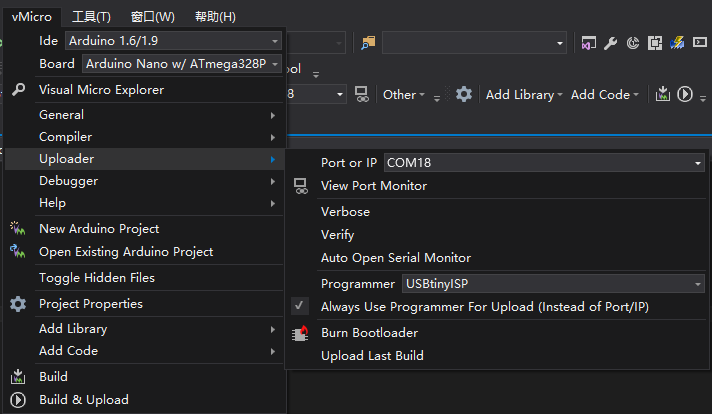 vMicro 工具(T) 窗口(W) 帮助(H)
Ide Arduino 1.6/1.9
Board Arduino Nano w/ ATmega328P
Visual Micro Explorer
General
Compiler
Uploader
Debugger
Help
New Arduino Project
Open Existing Arduino Project
Toggle Hidden Files
Project Properties
Add Library
Add Code
Build
Build & Upload
ool
8 Other Add Library Add Code
Port or IP COM18
View Port Monitor
Verbose
Verify
Auto Open Serial Monitor
Programmer USBtinyISP
Always Use Programmer For Upload (Instead of Port/IP)
Burn Bootloader
Upload Last Build